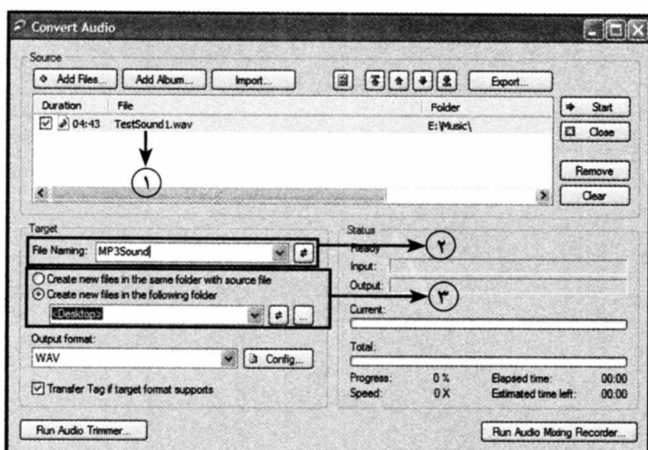 Convert Audio
Source
Add Files... Add Album... Import... Export...
Duration File Folder
04:43 TestSound1.wav E:\Music\
Start
Close
Remove
Clear
۱
Target
File Naming: MP3Sound
۲
Create new files in the same folder with source file
Create new files in the following folder
<Desktop>
...
۳
Output format:
WAV Config...
Transfer Tag if target format supports
Status
Ready
Input:
Output:
Current:
Total:
Progress: 0 % Elapsed time: 00:00
Speed: 0 X Estimated time left: 00:00
Run Audio Trimmer... Run Audio Mixing Recorder...